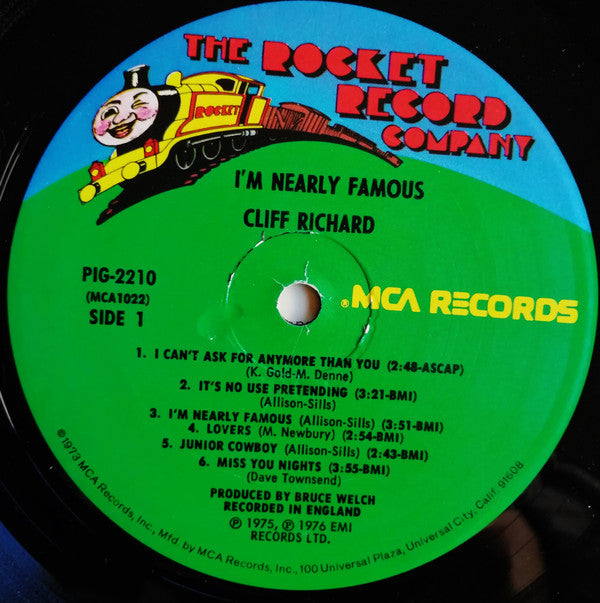 THE ROCKET
RECORD
COMPANY
ROCKET
I'M NEARLY FAMOUS
CLIFF RICHARD
PIG-2210
(MCA1022)
SIDE 1
®MCA RECORDS
1. I CAN'T ASK FOR ANYMORE THAN YOU (2:48-ASCAP)
(K. Gold-M. Denne)
2. IT'S NO USE PRETENDING (3:21-BMI)
(Allison-Sills)
3. I'M NEARLY FAMOUS (Allison-Sills) (3:51-BMI)
4. LOVERS (M. Newbury) (2:54-BMI)
5. JUNIOR COWBOY (Allison-Sills) (2:43-BMI)
6. MISS YOU NIGHTS (3:55-BMI)
(Dave Townsend)
PRODUCED BY BRUCE WELCH
RECORDED IN ENGLAND
℗ 1975, ℗ 1976 EMI
RECORDS LTD.
©1973 MCA Records, Inc., Mfd. by MCA Records, Inc., 100 Universal Plaza, Universal City, Calif. 91608